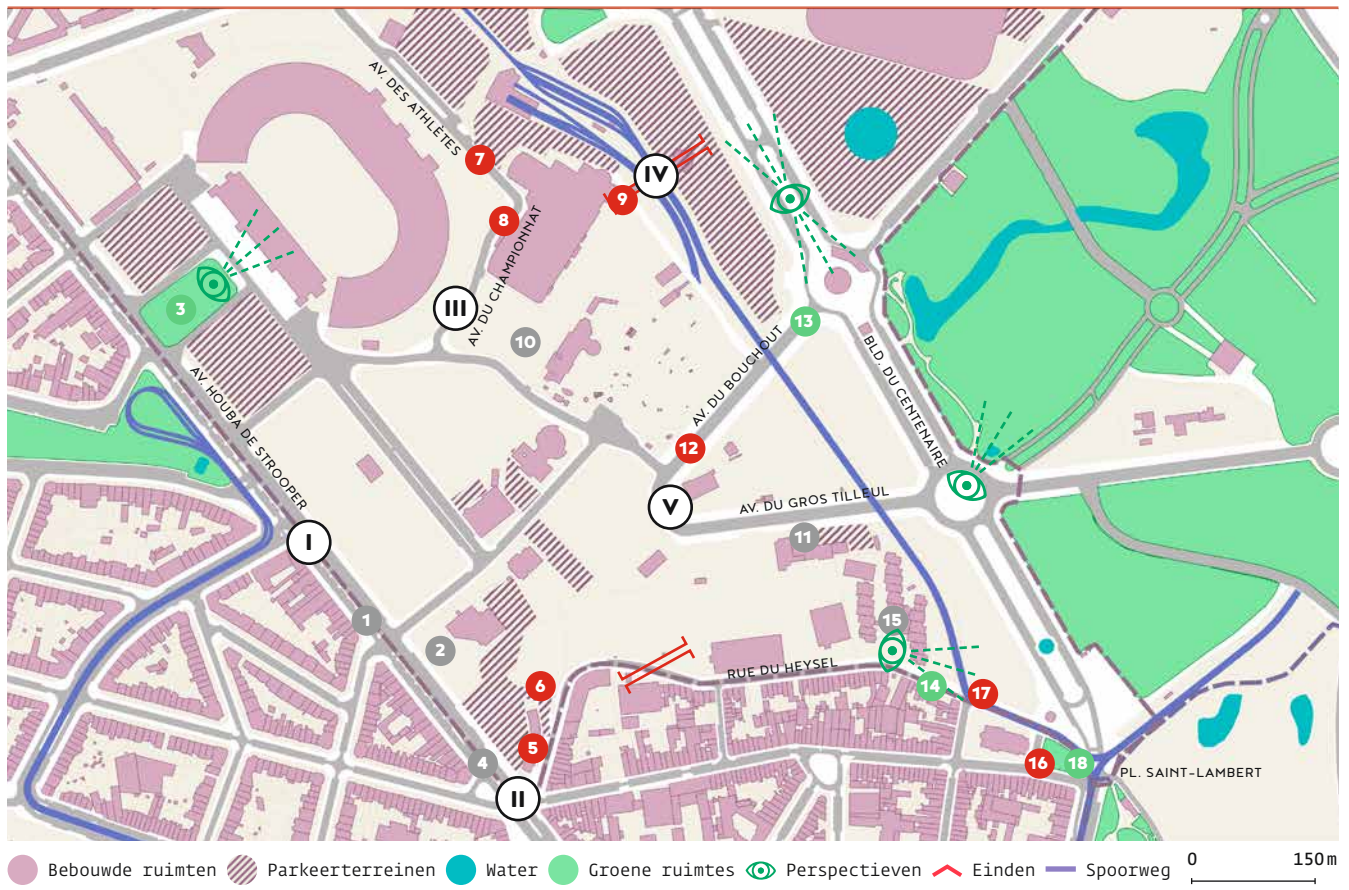 AV. DES ATHLÈTES
7
IV
9
8
AV. DU CHAMPIONNAT
3
III
10
13
AV. DU BOUCHOUT
BLD. DU CENTENAIRE
AV. HOUBA DE STROOPER
12
V
AV. DU GROS TILLEUL
I
11
1
2
15
6
RUE DU HEYSEL
14
17
5
4
16
18
PL. SAINT-LAMBERT
II
Bebouwde ruimten Parkeerterreinen Water Groene ruimtes Perspectieven Einden Spoorweg 0 150 m